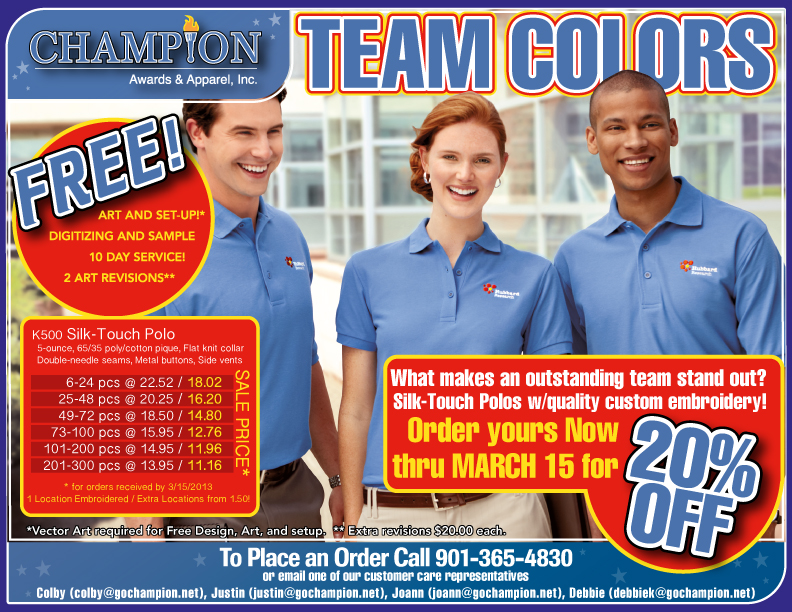 CHAMPION
Awards & Apparel, Inc.
TEAM COLORS
FREE!
ART AND SET-UP!*
DIGITIZING AND SAMPLE
10 DAY SERVICE!
2 ART REVISIONS**
Hubbard
Research
Hubbard
Research
K500 Silk-Touch Polo
5-ounce, 65/35 poly/cotton pique, Flat knit collar
Double-needle seams, Metal buttons, Side vents
6-24 pcs @ 22.52 / 18.02
25-48 pcs @ 20.25 / 16.20
49-72 pcs @ 18.50 / 14.80
73-100 pcs @ 15.95 / 12.76
101-200 pcs @ 14.95 / 11.96
201-300 pcs @ 13.95 / 11.16
SALE PRICE*
* for orders received by 3/15/2013
1 Location Embroidered / Extra Locations from 1.50!
What makes an outstanding team stand out?
Silk-Touch Polos w/quality custom embroidery!
Order yours Now
thru MARCH 15 for
20%
OFF
*Vector Art required for Free Design, Art, and setup. ** Extra revisions $20.00 each.
To Place an Order Call 901-365-4830
or email one of our customer care representatives
Colby (colby@gochampion.net), Justin (justin@gochampion.net), Joann (joann@gochampion.net), Debbie (debbiek@gochampion.net)